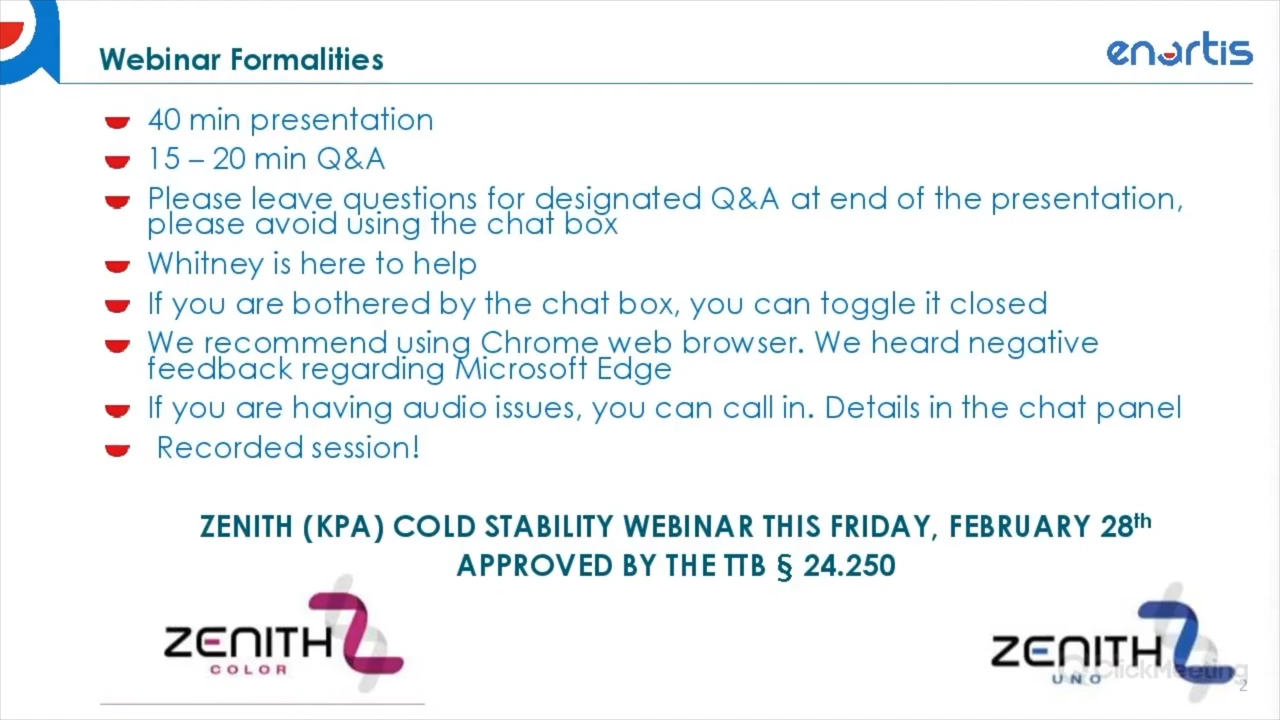 Webinar Formalities
enartis
40 min presentation
15 – 20 min Q&A
Please leave questions for designated Q&A at end of the presentation,
please avoid using the chat box
Whitney is here to help
If you are bothered by the chat box, you can toggle it closed
We recommend using Chrome web browser. We heard negative
feedback regarding Microsoft Edge
If you are having audio issues, you can call in. Details in the chat panel
Recorded session!
ZENITH (KPA) COLD STABILITY WEBINAR THIS FRIDAY, FEBRUARY 28th
APPROVED BY THE TTB § 24.250
ZENITH
COLOR
ZENITH
UNO
ClickMeeting
2